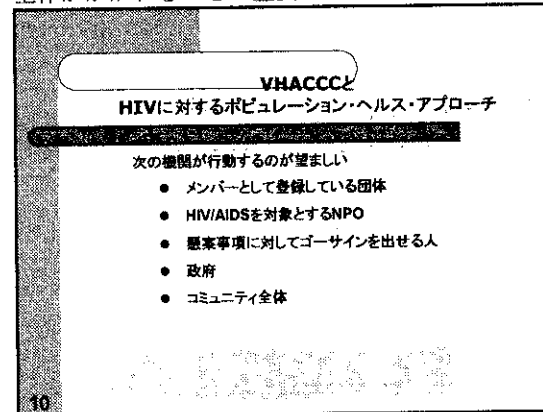 VHACCCと
HIVに対するポピュレーション・ヘルス・アプローチ
次の機関が行動するのが望ましい
● メンバーとして登録している団体
● HIV/AIDSを対象とするNPO
● 懸案事項に対してゴーサインを出せる人
● 政府
● コミュニティ全体
10